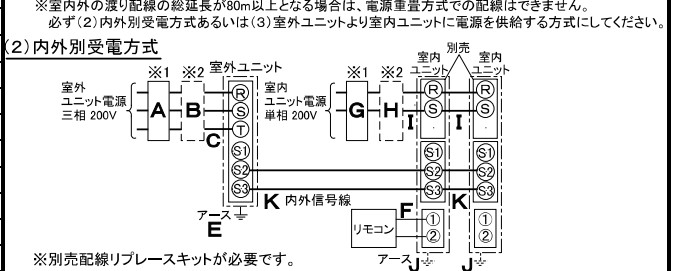 ※室内外の渡り配線の総延長が80m以上となる場合は、電源重畳方式での配線はできません。
必ず(2)内外別受電方式あるいは(3)室外ユニットより室内ユニットに電源を供給する方式にしてください。
(2)内外別受電方式
※1 ※2 室外ユニット
室外
ユニット電源
三相 200V
A B C
R
S
T
S1
S2
S3
アース
E
※1 ※2
室内
ユニット電源
単相 200V
G H I I
別売
室内
ユニット
室内
ユニット
R R
S S
S1 S1
S2 S2
S3 S3
K 内外信号線
K
F
リモコン
① ①
② ②
アース J J
※別売配線リプレースキットが必要です。